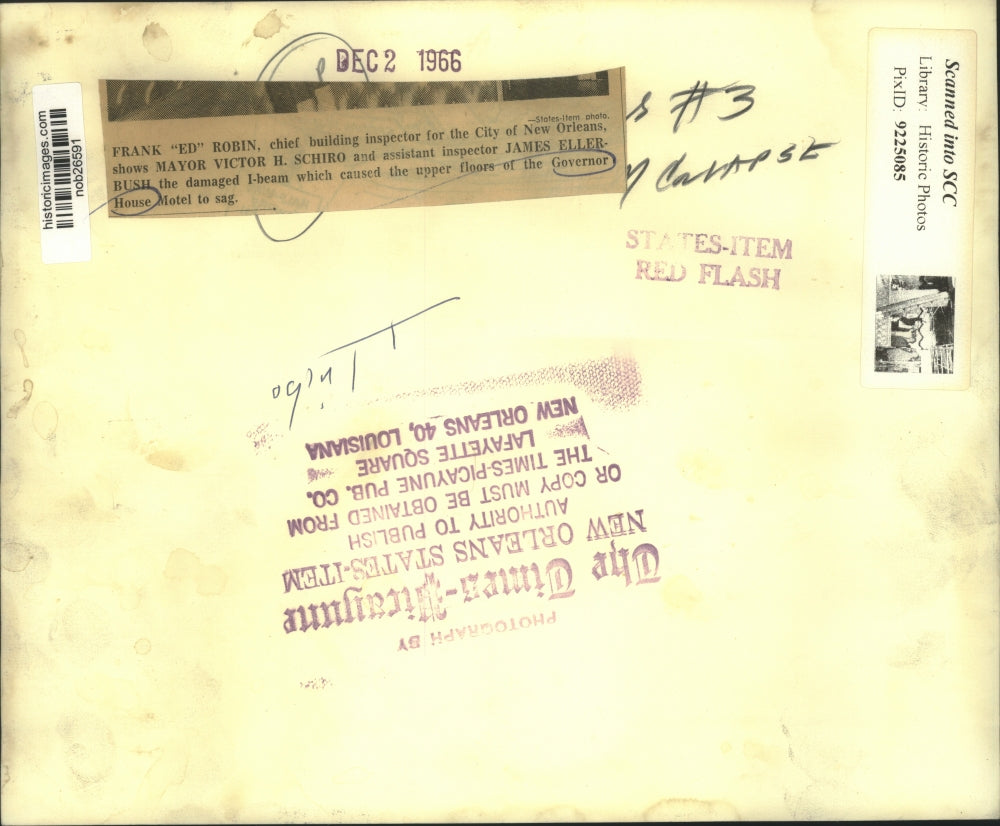 DEC 2 1966
historicimages.com
nob26591
—States-Item photo.
FRANK "ED" ROBIN, chief building inspector for the City of New Orleans,
shows MAYOR VICTOR H. SCHIRO and assistant inspector JAMES ELLER-
BUSH the damaged I-beam which caused the upper floors of the Governor
House Motel to sag.
s #3
COLLAPSE
STATES-ITEM
RED FLASH
Scanned into SCC
Library: Historic Photos
PixID: 9225085
PHOTOGRAPH BY
The Times-Picayune
NEW ORLEANS STATES-ITEM
AUTHORITY TO PUBLISH
OR COPY MUST BE OBTAINED FROM
THE TIMES-PICAYUNE PUB. CO.
LAFAYETTE SQUARE
NEW ORLEANS 40, LOUISIANA